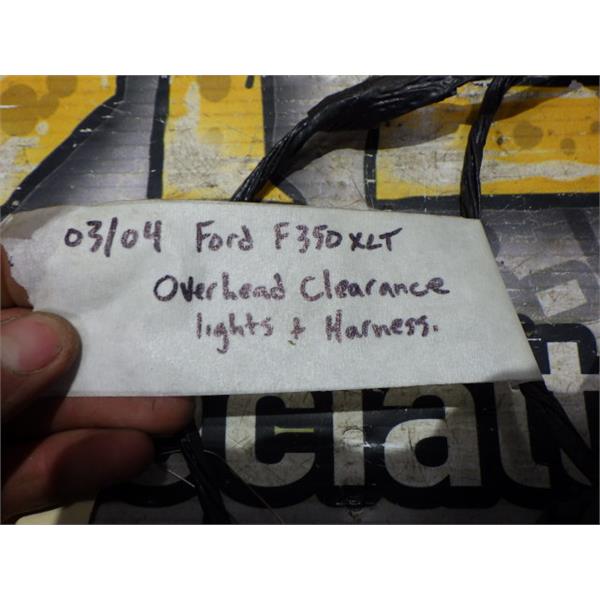 03/04 Ford F350 XLT
Overhead Clearance
lights + Harness.